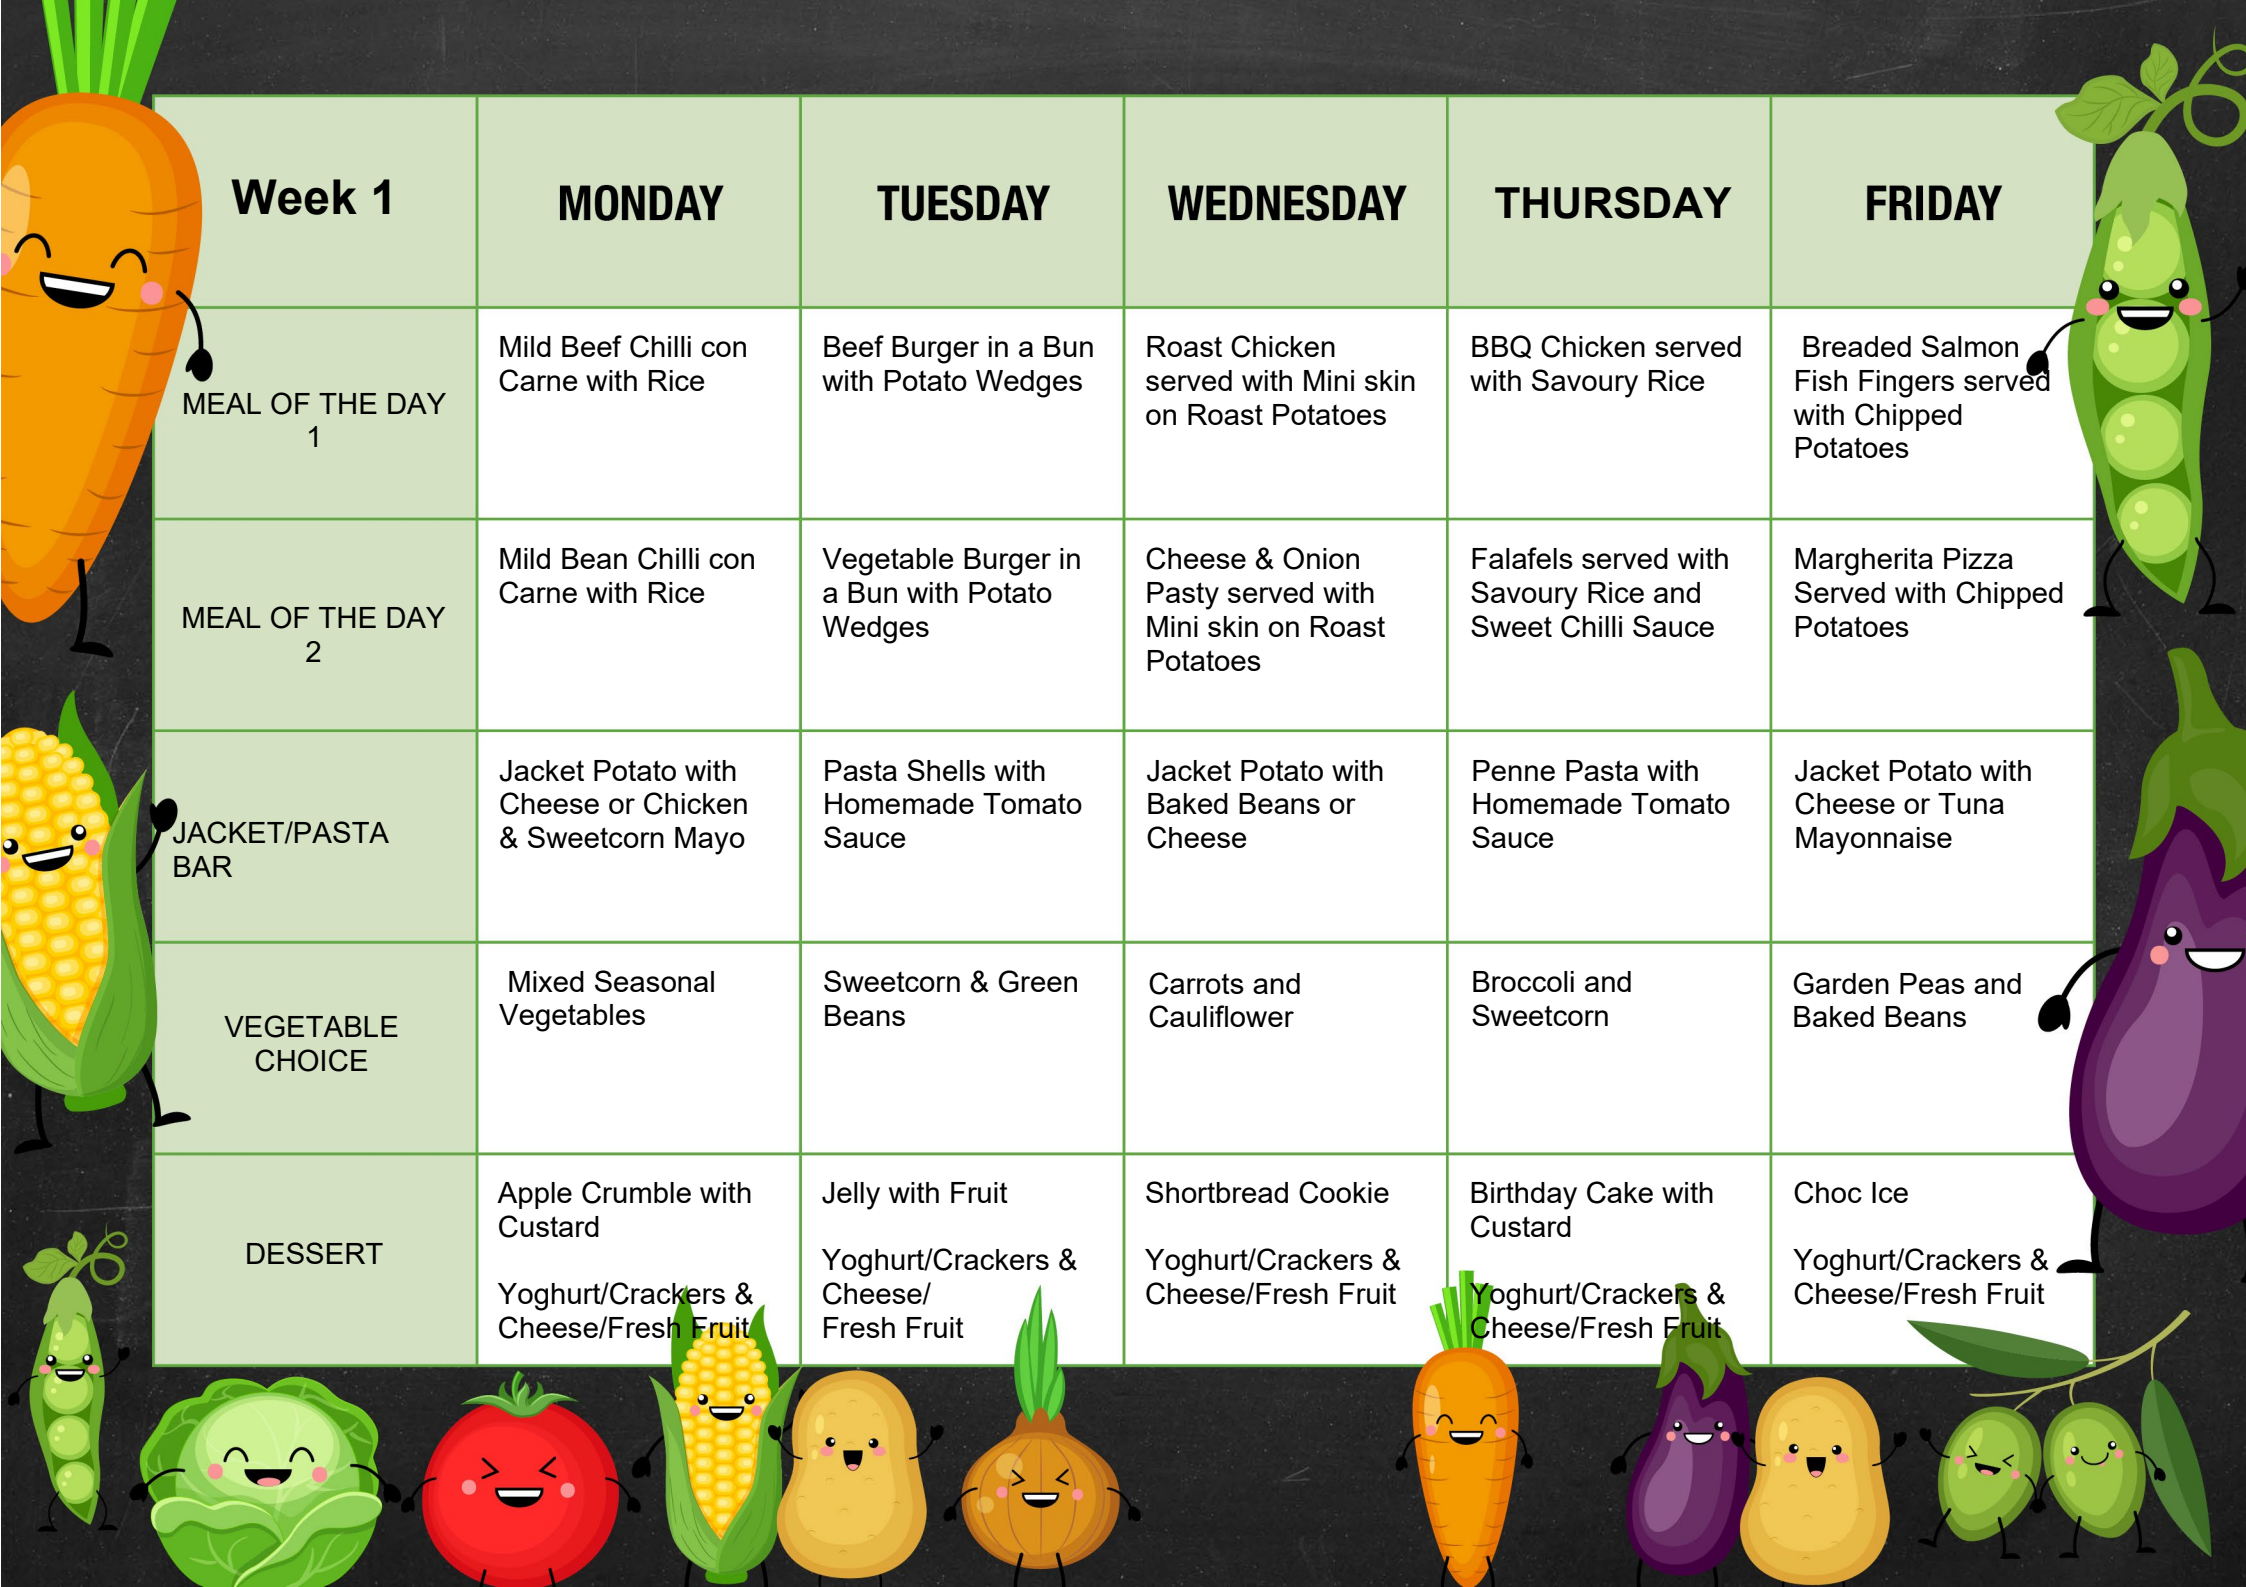 Week 1
MONDAY
TUESDAY
WEDNESDAY
THURSDAY
FRIDAY
MEAL OF THE DAY
1
Mild Beef Chilli con
Carne with Rice
Beef Burger in a Bun
with Potato Wedges
Roast Chicken
served with Mini skin
on Roast Potatoes
BBQ Chicken served
with Savoury Rice
Breaded Salmon
Fish Fingers served
with Chipped
Potatoes
MEAL OF THE DAY
2
Mild Bean Chilli con
Carne with Rice
Vegetable Burger in
a Bun with Potato
Wedges
Cheese & Onion
Pasty served with
Mini skin on Roast
Potatoes
Falafels served with
Savoury Rice and
Sweet Chilli Sauce
Margherita Pizza
Served with Chipped
Potatoes
JACKET/PASTA
BAR
Jacket Potato with
Cheese or Chicken
& Sweetcorn Mayo
Pasta Shells with
Homemade Tomato
Sauce
Jacket Potato with
Baked Beans or
Cheese
Penne Pasta with
Homemade Tomato
Sauce
Jacket Potato with
Cheese or Tuna
Mayonnaise
VEGETABLE
CHOICE
Mixed Seasonal
Vegetables
Sweetcorn & Green
Beans
Carrots and
Cauliflower
Broccoli and
Sweetcorn
Garden Peas and
Baked Beans
DESSERT
Apple Crumble with
Custard
Yoghurt/Crackers &
Cheese/Fresh Fruit
Jelly with Fruit
Yoghurt/Crackers &
Cheese/
Fresh Fruit
Shortbread Cookie
Yoghurt/Crackers &
Cheese/Fresh Fruit
Birthday Cake with
Custard
Yoghurt/Crackers &
Cheese/Fresh Fruit
Choc Ice
Yoghurt/Crackers &
Cheese/Fresh Fruit